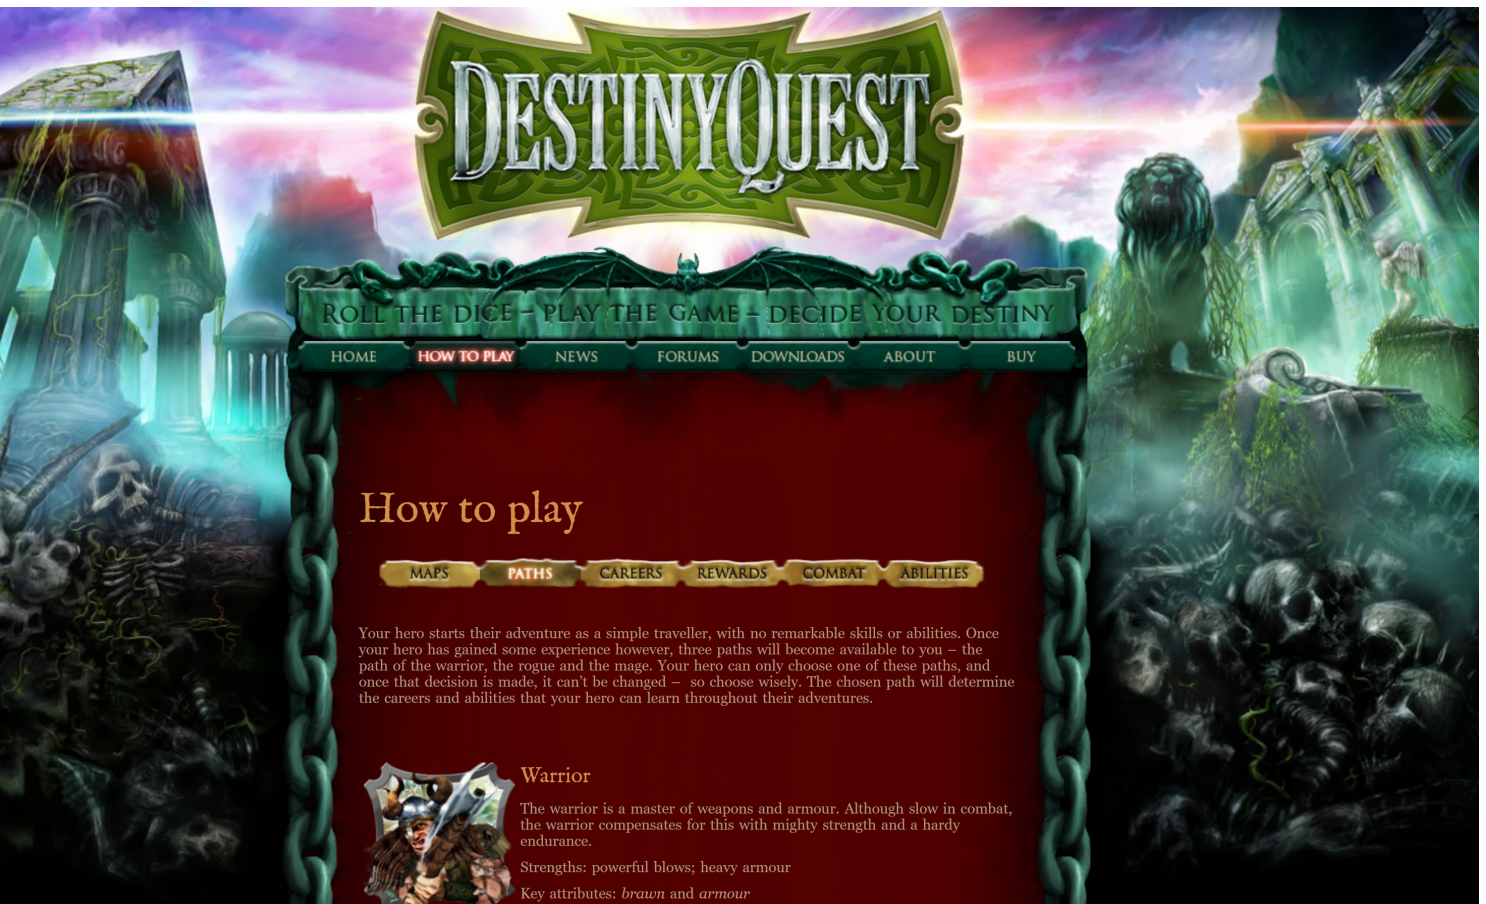 DESTINYQUEST
ROLL THE DICE – PLAY THE GAME – DECIDE YOUR DESTINY
HOME HOW TO PLAY NEWS FORUMS DOWNLOADS ABOUT BUY
How to play
MAPS PATHS CAREERS REWARDS COMBAT ABILITIES
Your hero starts their adventure as a simple traveller, with no remarkable skills or abilities. Once
your hero has gained some experience however, three paths will become available to you – the
path of the warrior, the rogue and the mage. Your hero can only choose one of these paths, and
once that decision is made, it can't be changed –  so choose wisely. The chosen path will determine
the careers and abilities that your hero can learn throughout their adventures.
Warrior
The warrior is a master of weapons and armour. Although slow in combat,
the warrior compensates for this with mighty strength and a hardy
endurance.
Strengths: powerful blows; heavy armour
Key attributes: brawn and armour